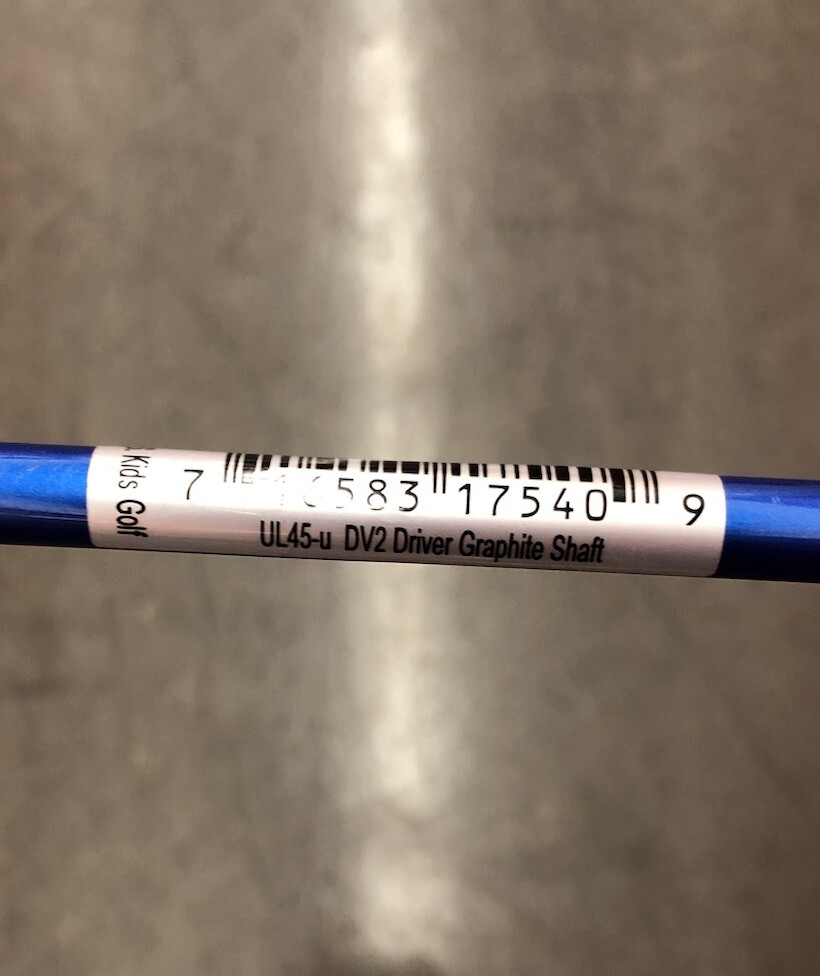 Kids Golf
7 583 17540 9
UL45-u DV2 Driver Graphite Shaft